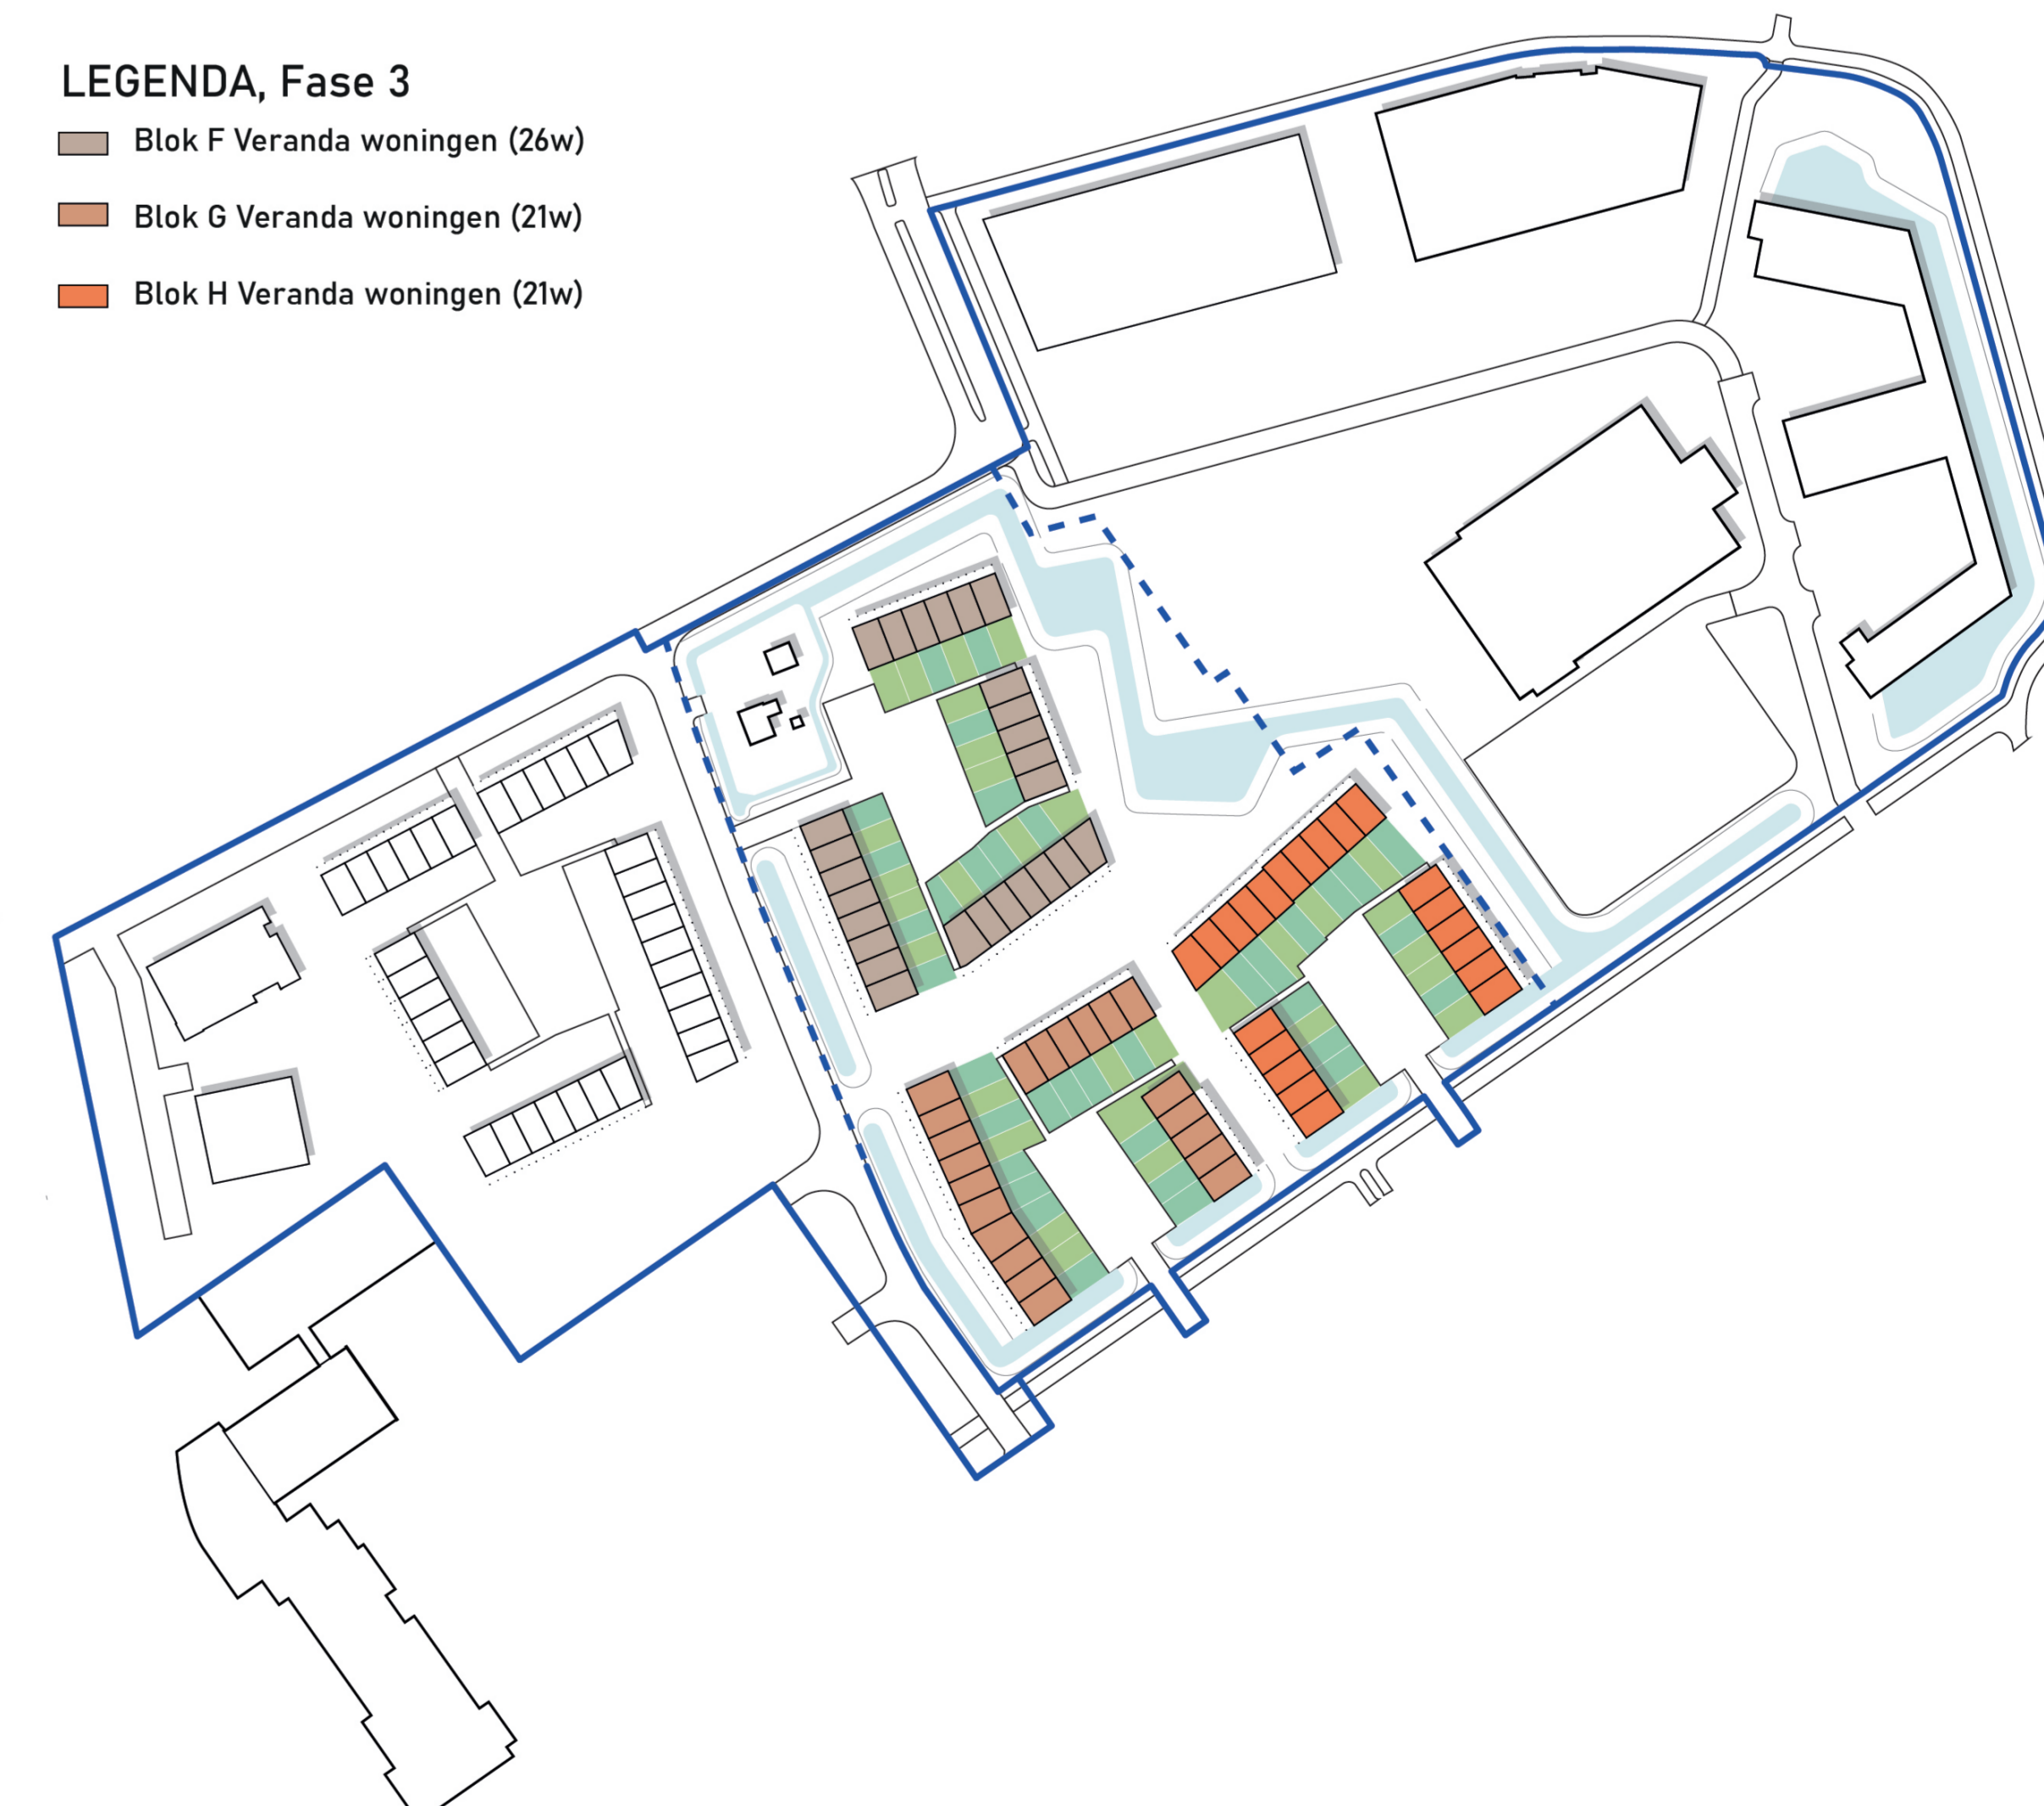 LEGENDA, Fase 3
Blok F Veranda woningen (26w)
Blok G Veranda woningen (21w)
Blok H Veranda woningen (21w)